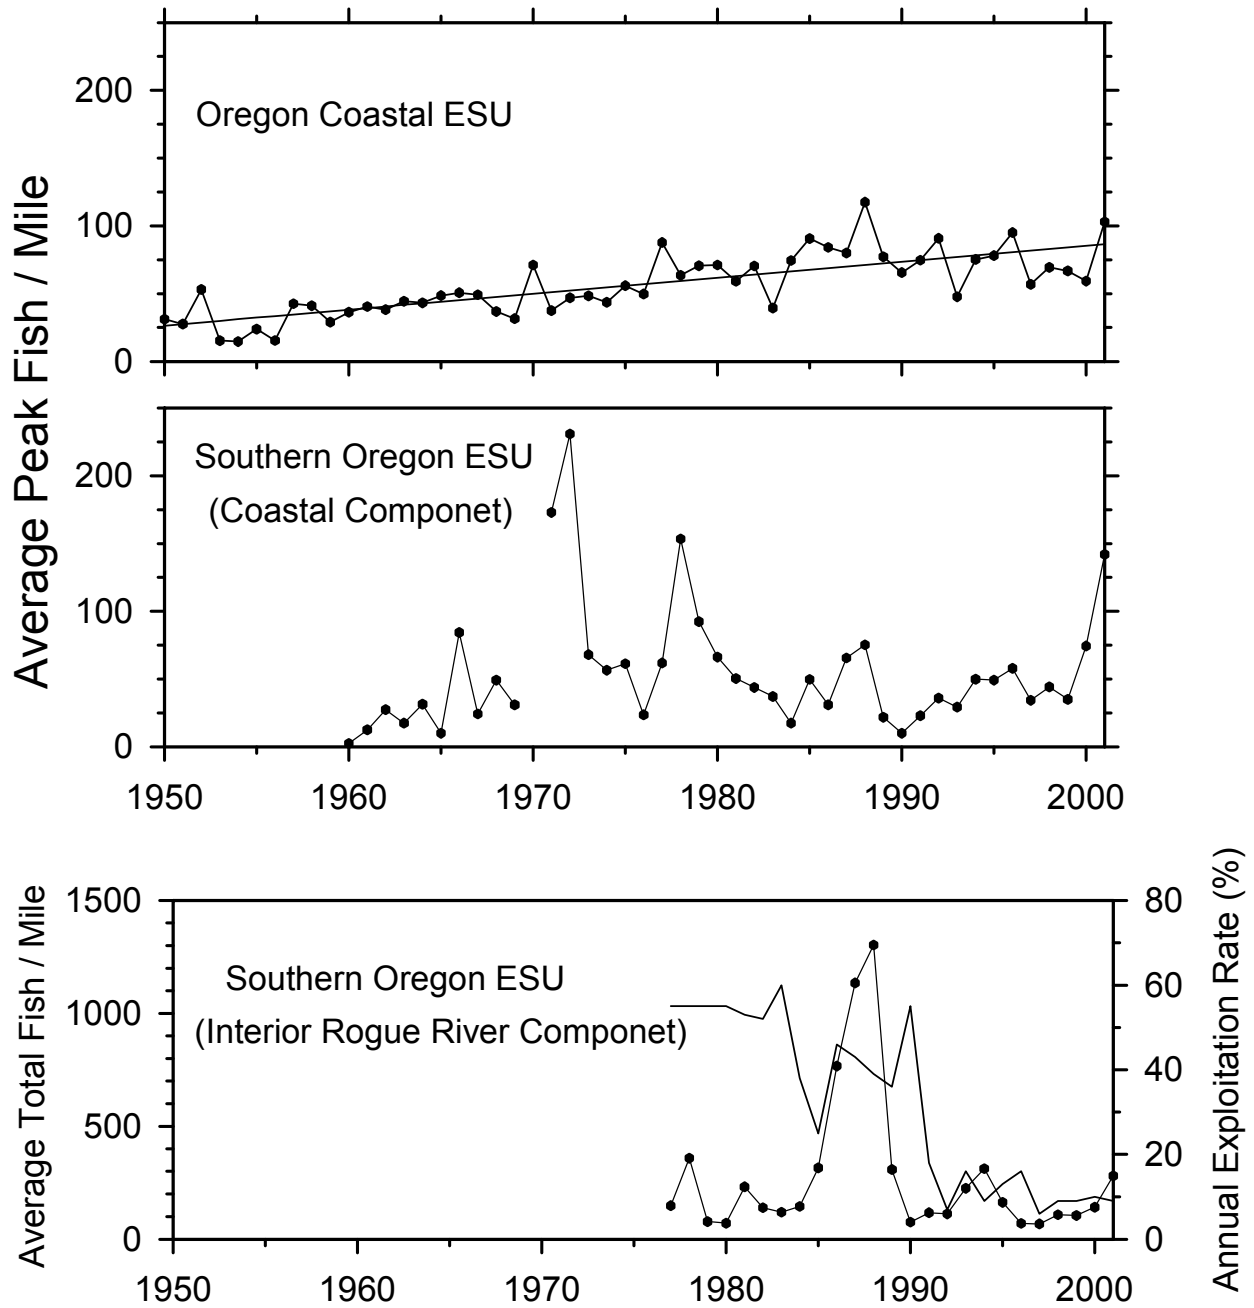 Average Peak Fish / Mile
200
100
0
Oregon Coastal ESU
200
100
0
Southern Oregon ESU
(Coastal Componet)
1950 1960 1970 1980 1990 2000
Average Total Fish / Mile
1500
1000
500
0
Southern Oregon ESU
(Interior Rogue River Componet)
80
60
40
20
0
Annual Exploitation Rate (%)
1950 1960 1970 1980 1990 2000